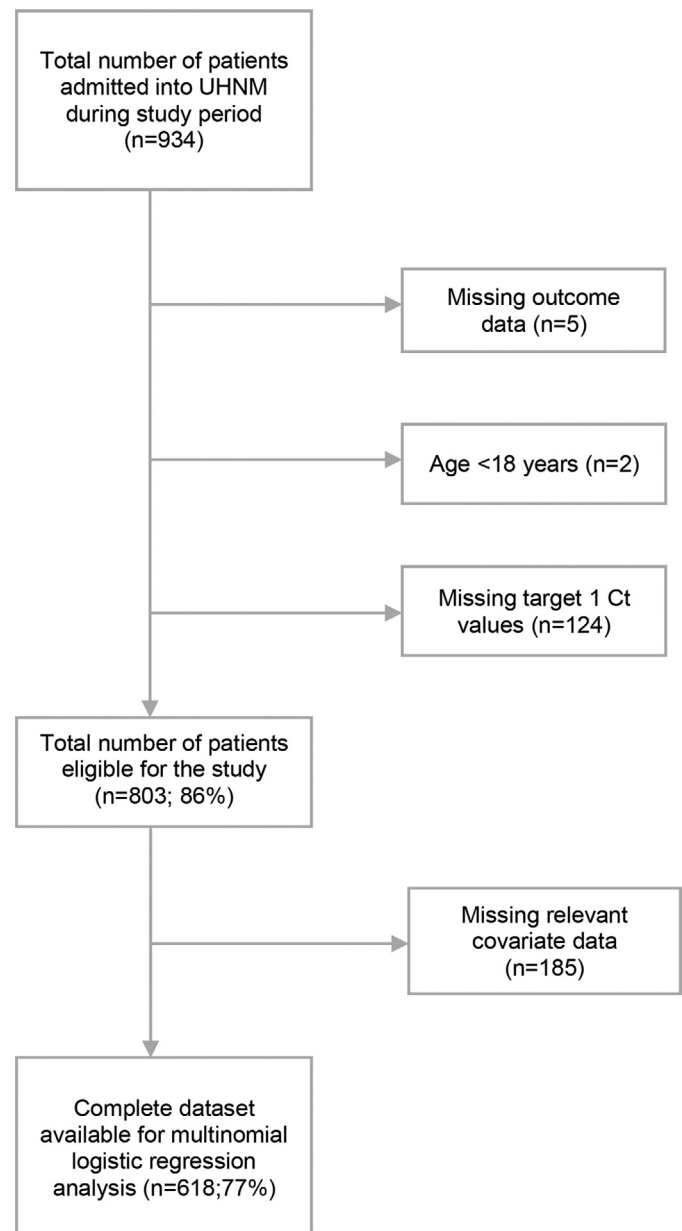 Total number of patients
admitted into UHNM
during study period
(n=934)
Missing outcome
data (n=5)
Age <18 years (n=2)
Missing target 1 Ct
values (n=124)
Total number of patients
eligible for the study
(n=803; 86%)
Missing relevant
covariate data
(n=185)
Complete dataset
available for multinomial
logistic regression
analysis (n=618;77%)